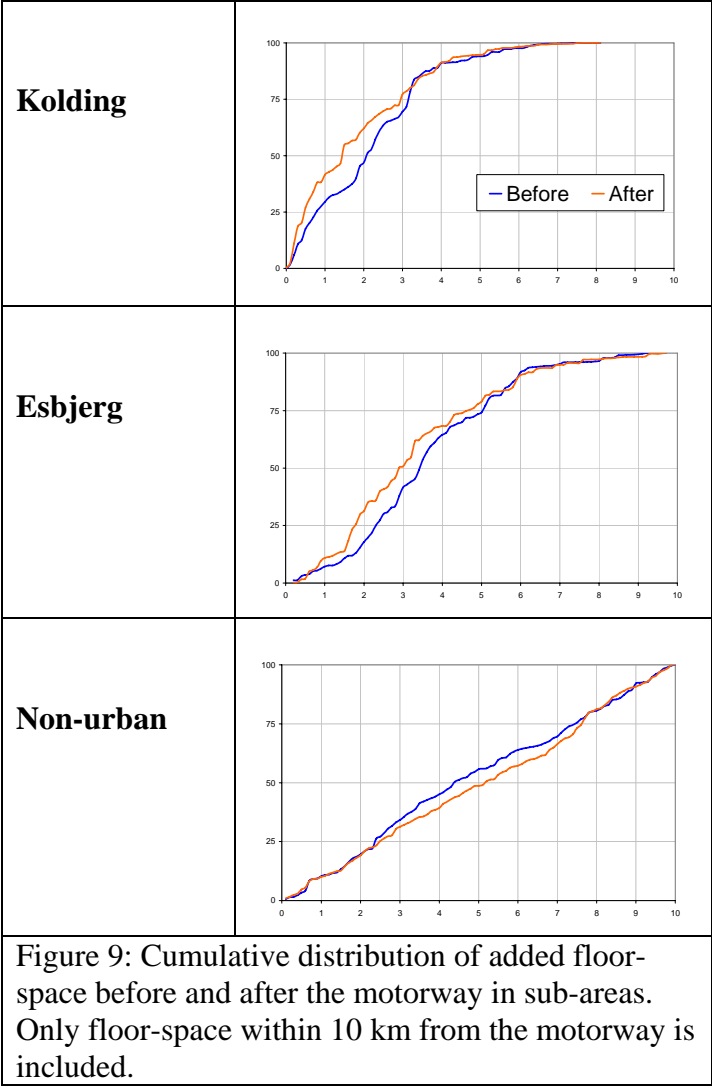 Kolding
100
75
50
25
0
0 1 2 3 4 5 6 7 8 9 10
Before After
Esbjerg
100
75
50
25
0
0 1 2 3 4 5 6 7 8 9 10
Non-urban
100
75
50
25
0
0 1 2 3 4 5 6 7 8 9 10
Figure 9: Cumulative distribution of added floor-
space before and after the motorway in sub-areas.
Only floor-space within 10 km from the motorway is
included.